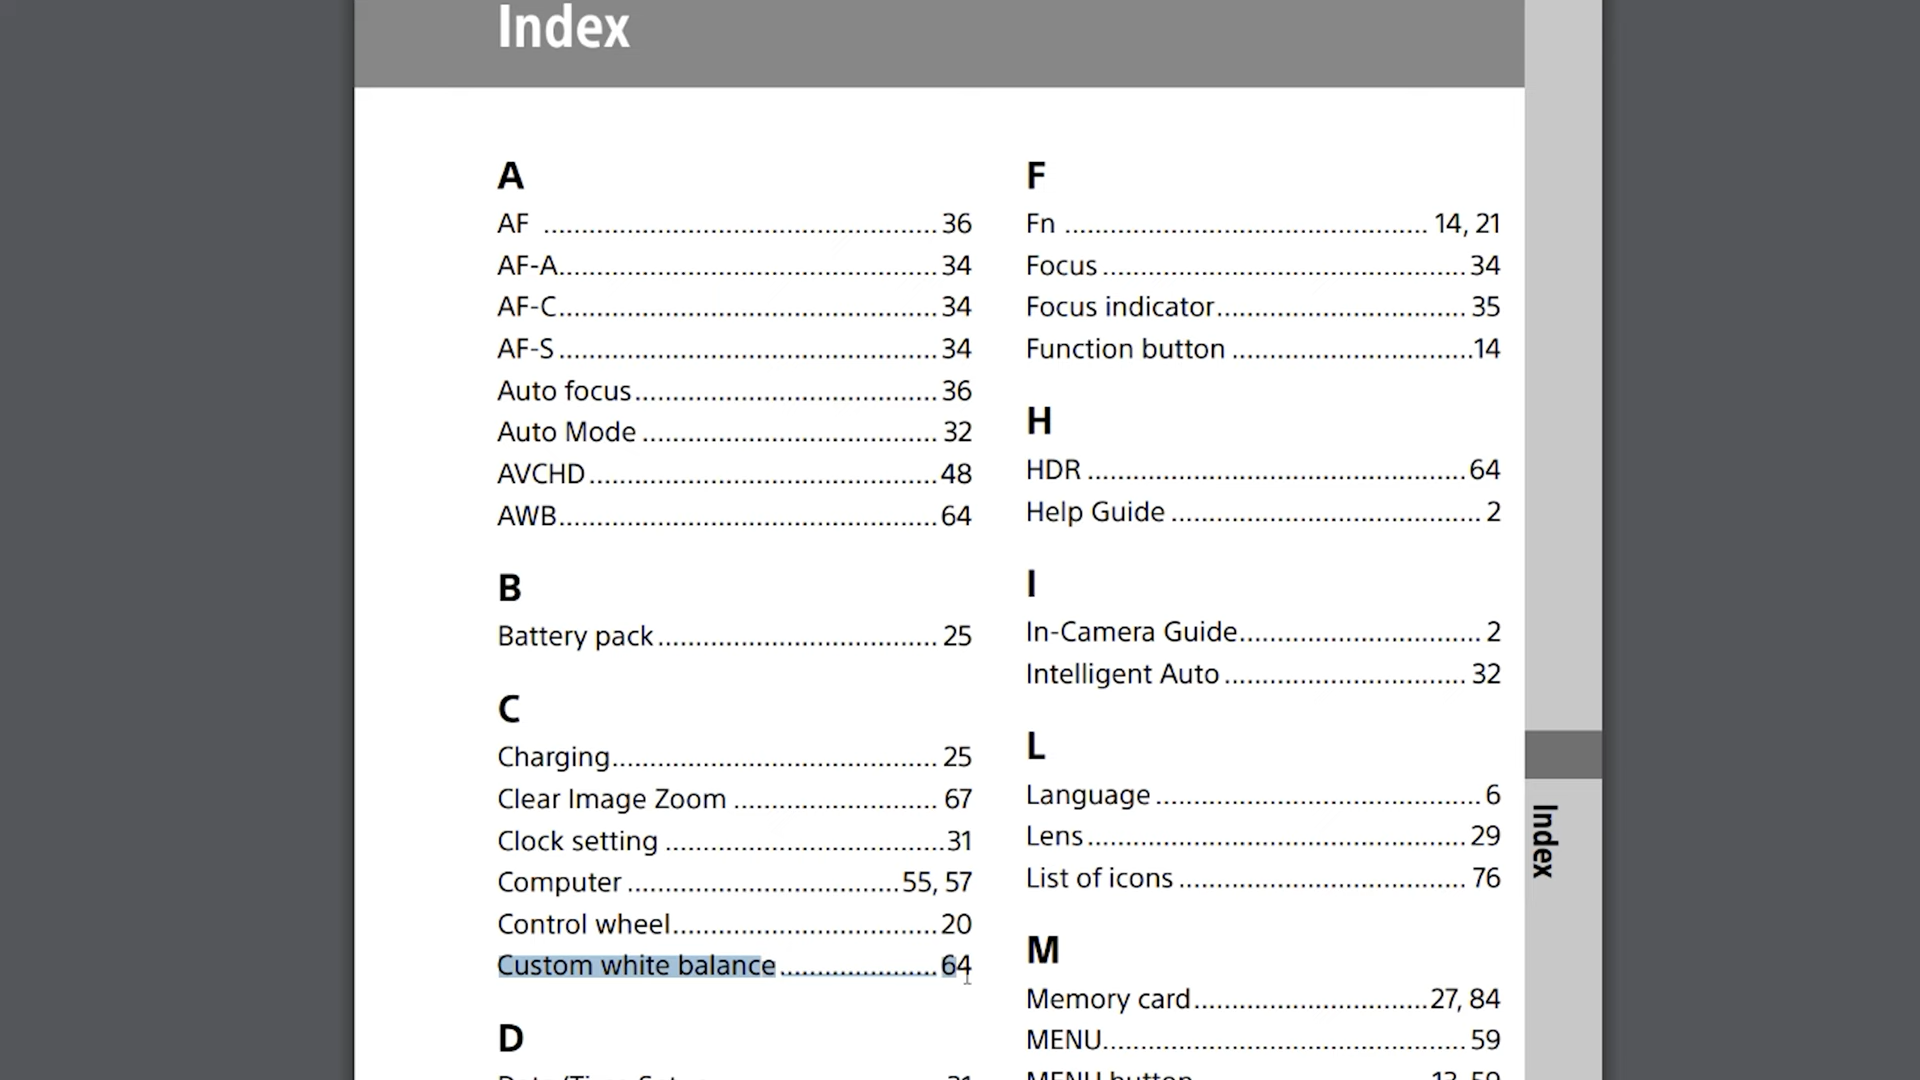 Index
A
AF ........ 36
AF-A........ 34
AF-C........ 34
AF-S ........ 34
Auto focus........ 36
Auto Mode ........ 32
AVCHD........ 48
AWB........ 64
B
Battery pack........ 25
C
Charging........ 25
Clear Image Zoom ........ 67
Clock setting ........31
Computer ........55, 57
Control wheel........ 20
Custom white balance ........ 64
D
F
Fn ........ 14, 21
Focus ........ 34
Focus indicator........ 35
Function button ........14
H
HDR ........64
Help Guide ........ 2
I
In-Camera Guide........ 2
Intelligent Auto ........ 32
L
Language ........ 6
Lens ........ 29
List of icons ........ 76
M
Memory card........27, 84
MENU........ 59
MENU button........13, 59
Index